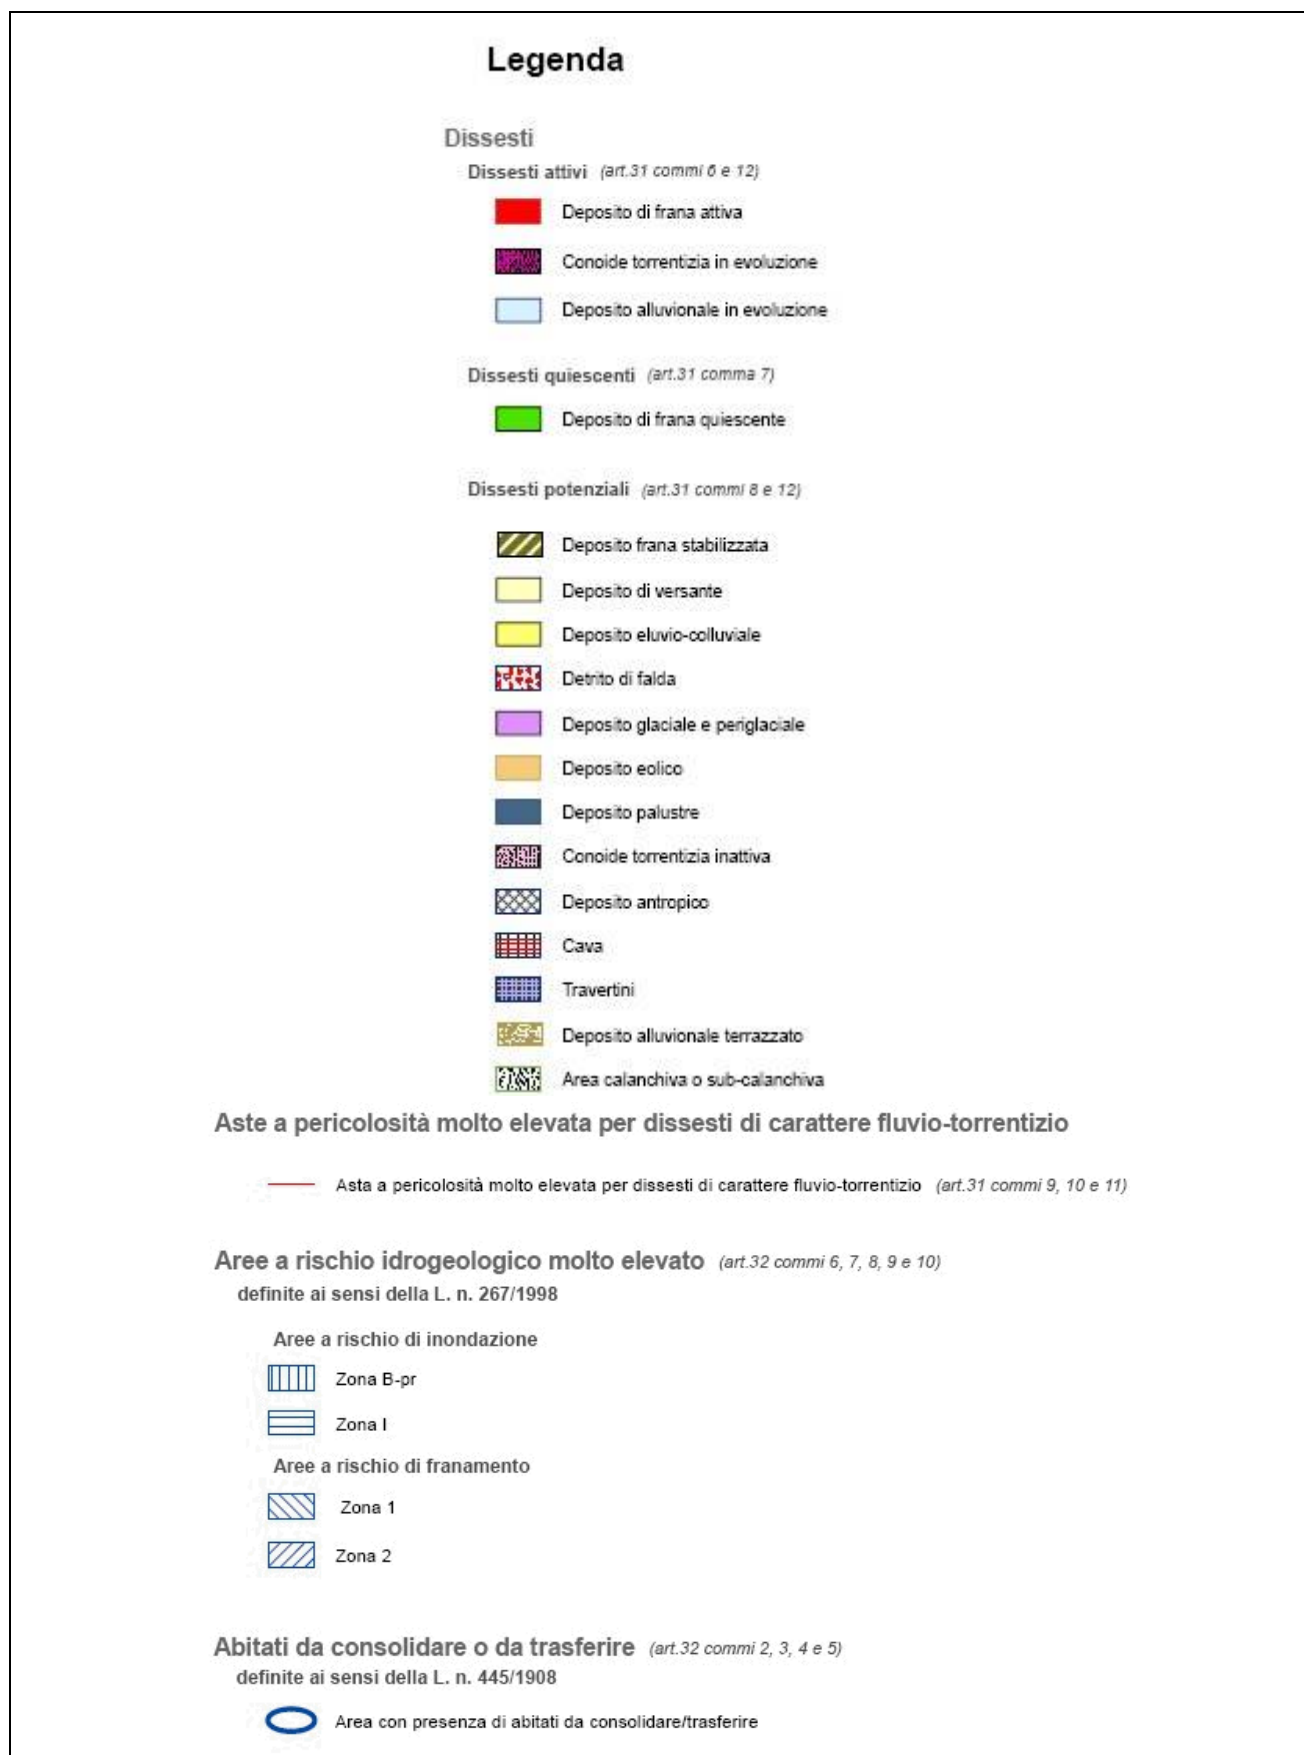 Legenda
Dissesti
Dissesti attivi (art.31 commi 6 e 12)
Deposito di frana attiva
Conoide torrentizia in evoluzione
Deposito alluvionale in evoluzione
Dissesti quiescenti (art.31 comma 7)
Deposito di frana quiescente
Dissesti potenziali (art.31 commi 8 e 12)
Deposito frana stabilizzata
Deposito di versante
Deposito eluvio-colluviale
Detrito di falda
Deposito glaciale e periglaciale
Deposito eolico
Deposito palustre
Conoide torrentizia inattiva
Deposito antropico
Cava
Travertini
Deposito alluvionale terrazzato
Area calanchiva o sub-calanchiva
Aste a pericolosità molto elevata per dissesti di carattere fluvio-torrentizio
Asta a pericolosità molto elevata per dissesti di carattere fluvio-torrentizio (art.31 commi 9, 10 e 11)
Aree a rischio idrogeologico molto elevato (art.32 commi 6, 7, 8, 9 e 10)
definite ai sensi della L. n. 267/1998
Aree a rischio di inondazione
Zona B-pr
Zona I
Aree a rischio di franamento
Zona 1
Zona 2
Abitati da consolidare o da trasferire (art.32 commi 2, 3, 4 e 5)
definite ai sensi della L. n. 445/1908
Area con presenza di abitati da consolidare/trasferire